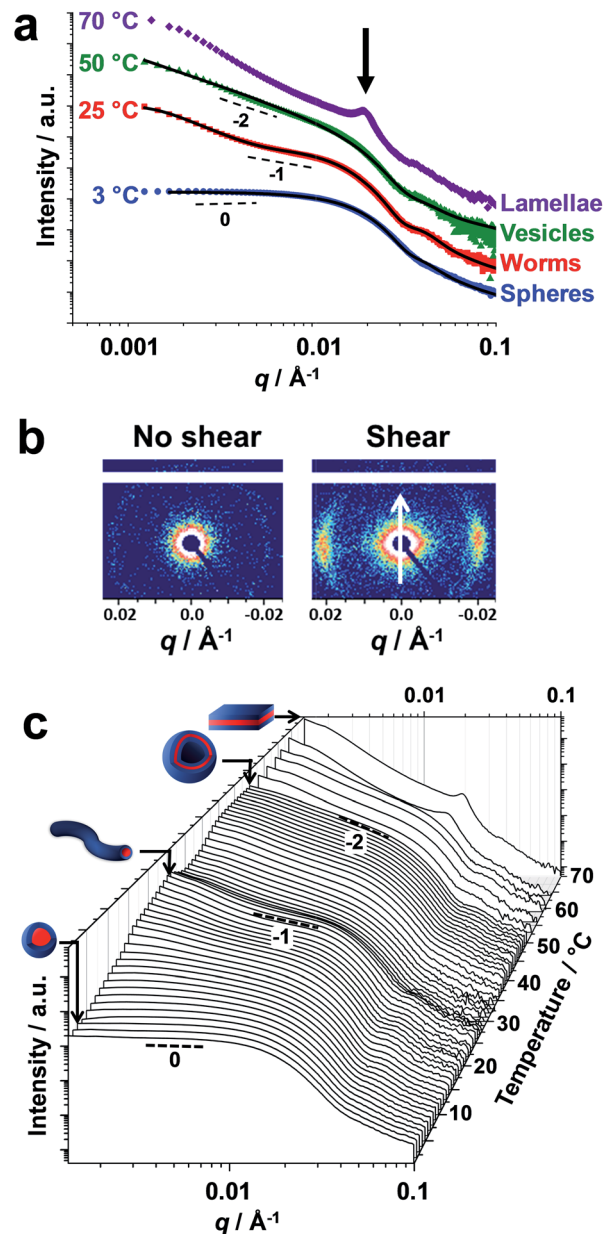 a
70 °C
50 °C
25 °C
3 °C
-2
-1
0
Lamellae
Vesicles
Worms
Spheres
Intensity / a.u.
0.001 0.01 0.1
q / Å-1
b
No shear Shear
0.02 0.0 -0.02 0.02 0.0 -0.02
q / Å-1 q / Å-1
c
0.01 0.1
-2
-1
0
70
60
50
40
30
20
10
Temperature / °C
Intensity / a.u.
0.01 0.1
q / Å-1